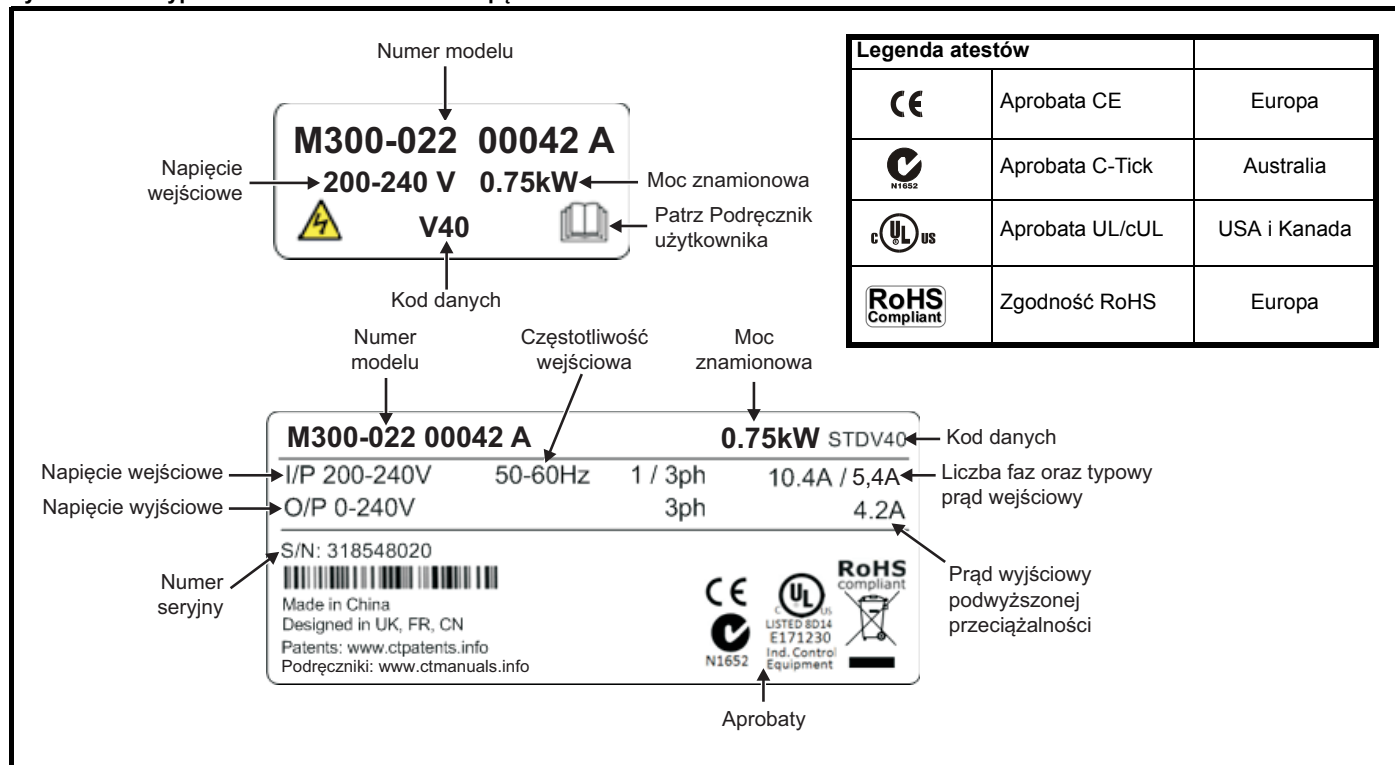 Numer modelu
M300-022 00042 A
Napięcie
wejściowe
200-240 V 0.75kW
Moc znamionowa
V40
Patrz Podręcznik
użytkownika
Kod danych
Legenda atestów
CE Aprobata CE Europa
N1652 Aprobata C-Tick Australia
c UL us Aprobata UL/cUL USA i Kanada
RoHS
Compliant
Zgodność RoHS Europa
Numer
modelu
Częstotliwość
wejściowa
Moc
znamionowa
M300-022 00042 A 0.75kW STDV40
Kod danych
Napięcie wejściowe
I/P 200-240V 50-60Hz 1 / 3ph 10.4A / 5,4A
Liczba faz oraz typowy
prąd wejściowy
Napięcie wyjściowe
O/P 0-240V 3ph 4.2A
Prąd wyjściowy
podwyższonej
przeciążalności
Numer
seryjny
S/N: 318548020
Made in China
Designed in UK, FR, CN
Patents: www.ctpatents.info
Podręczniki: www.ctmanuals.info
CE
N1652
C UL US
LISTED 8D14
E171230
Ind. Control
Equipment
RoHS
compliant
Aprobaty